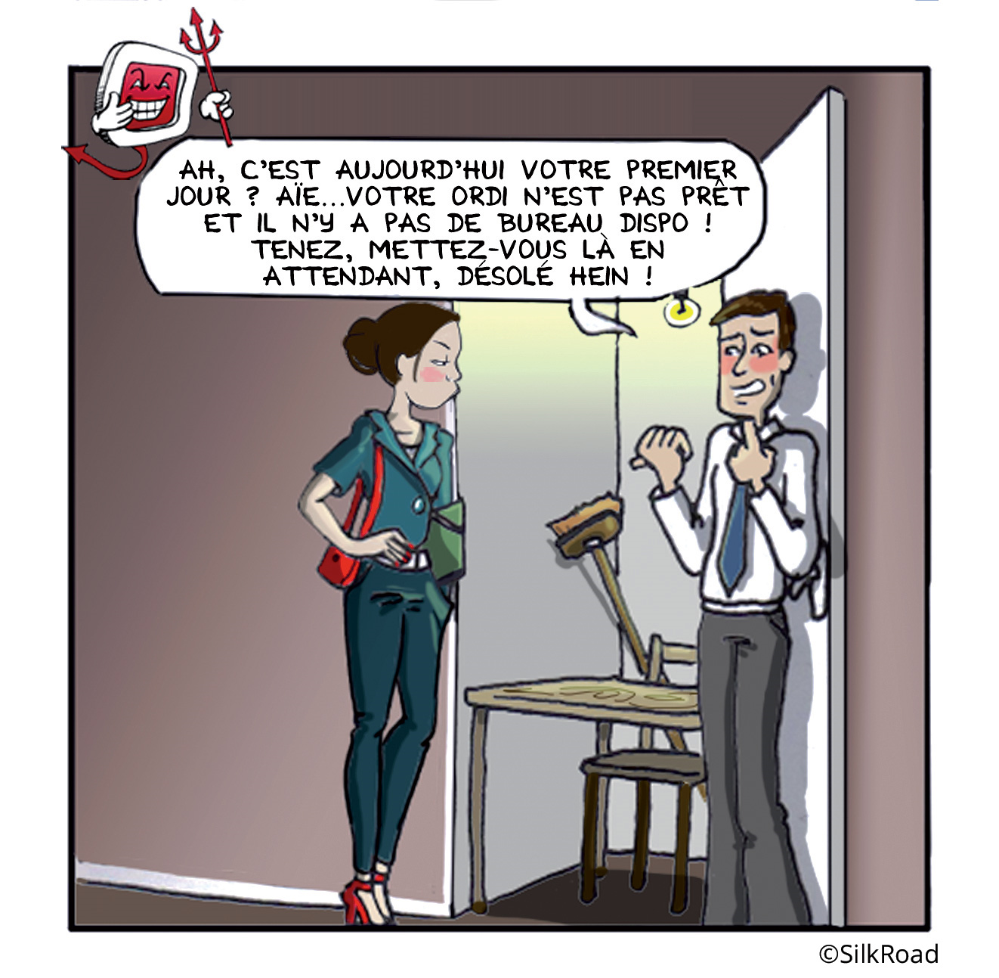 AH, C'EST AUJOURD'HUI VOTRE PREMIER
JOUR ? AÏE...VOTRE ORDI N'EST PAS PRÊT
ET IL N'Y A PAS DE BUREAU DISPO !
TENEZ, METTEZ-VOUS LÀ EN
ATTENDANT, DÉSOLÉ HEIN !
©SilkRoad